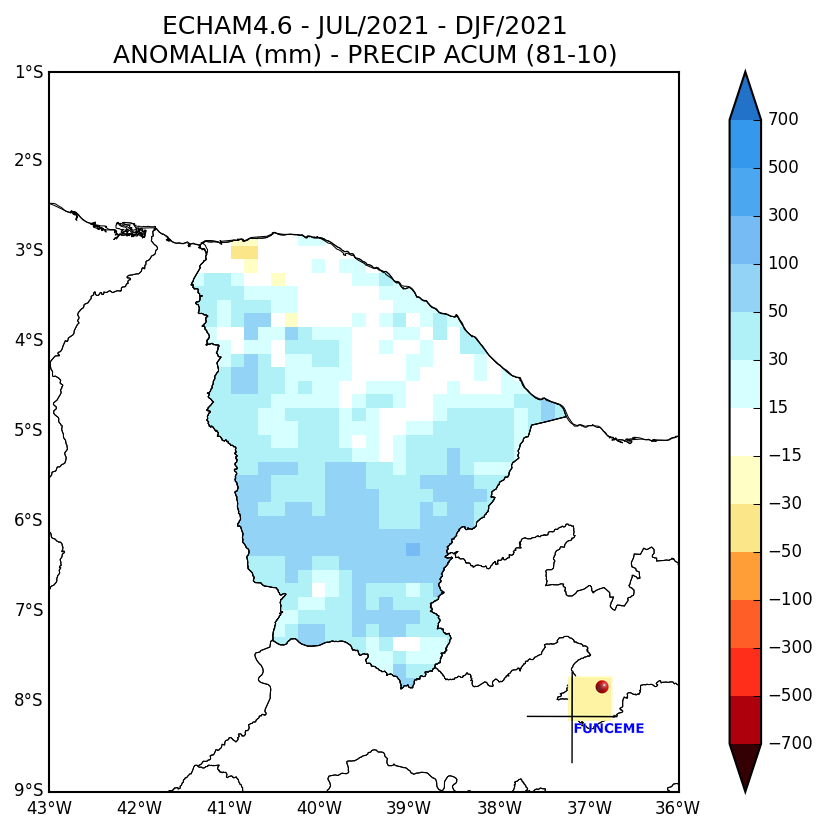 ECHAM4.6 - JUL/2021 - DJF/2021
ANOMALIA (mm) - PRECIP ACUM (81-10)
1°S
2°S
3°S
4°S
5°S
6°S
7°S
8°S
9°S
43°W 42°W 41°W 40°W 39°W 38°W 37°W 36°W
700
500
300
100
50
30
15
−15
−30
−50
−100
−300
−500
−700
FUNCEME